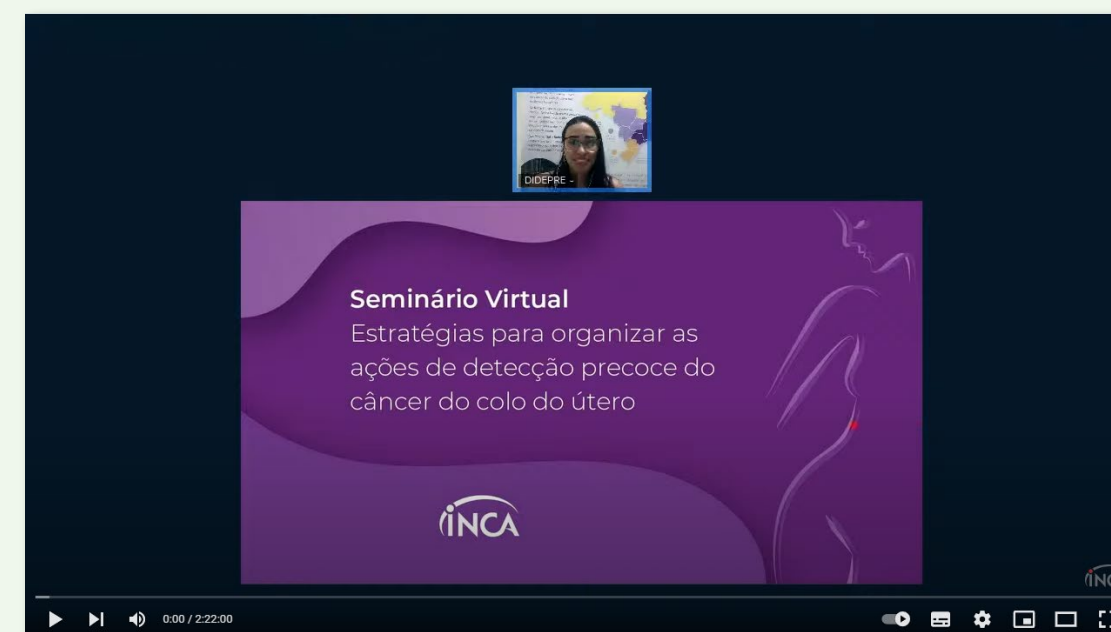 DIDEPRE -
Seminário Virtual
Estratégias para organizar as
ações de detecção precoce do
câncer do colo do útero
INCA
0:00 / 2:22:00